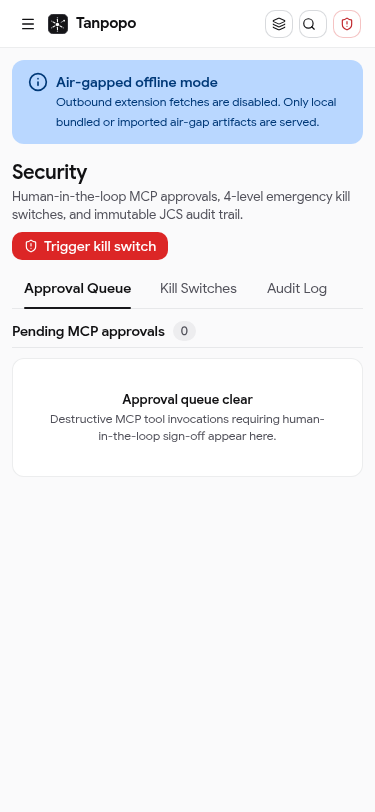 Tanpopo
Air-gapped offline mode
Outbound extension fetches are disabled. Only local
bundled or imported air-gap artifacts are served.
Security
Human-in-the-loop MCP approvals, 4-level emergency kill
switches, and immutable JCS audit trail.
Trigger kill switch
Approval Queue
Kill Switches
Audit Log
Pending MCP approvals
0
Approval queue clear
Destructive MCP tool invocations requiring human-
in-the-loop sign-off appear here.